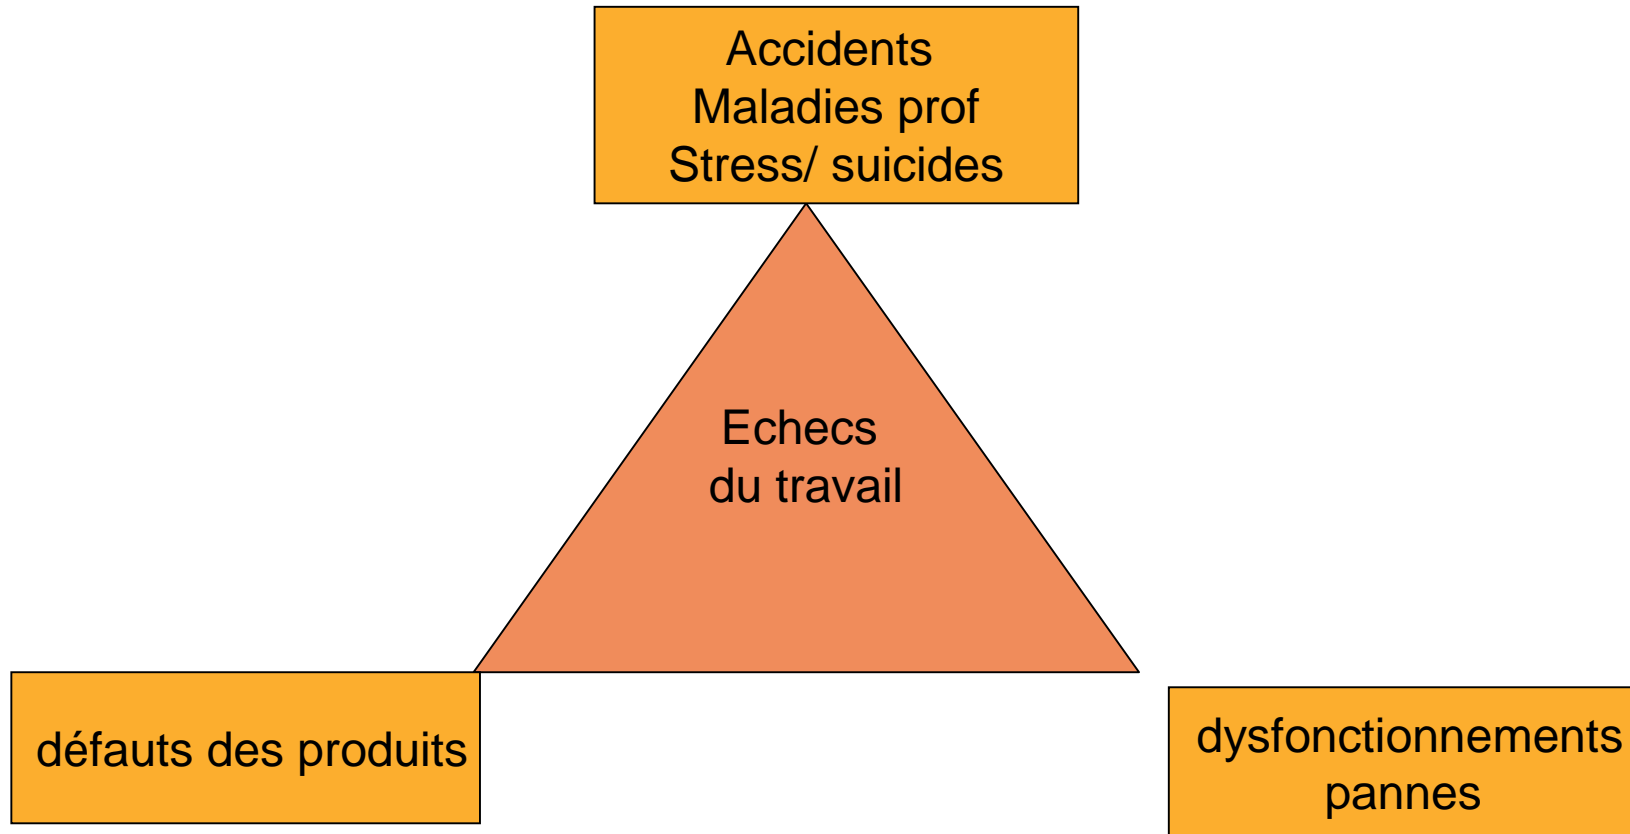 Accidents
Maladies prof
Stress/ suicides
Echecs
du travail
défauts des produits
dysfonctionnements
pannes